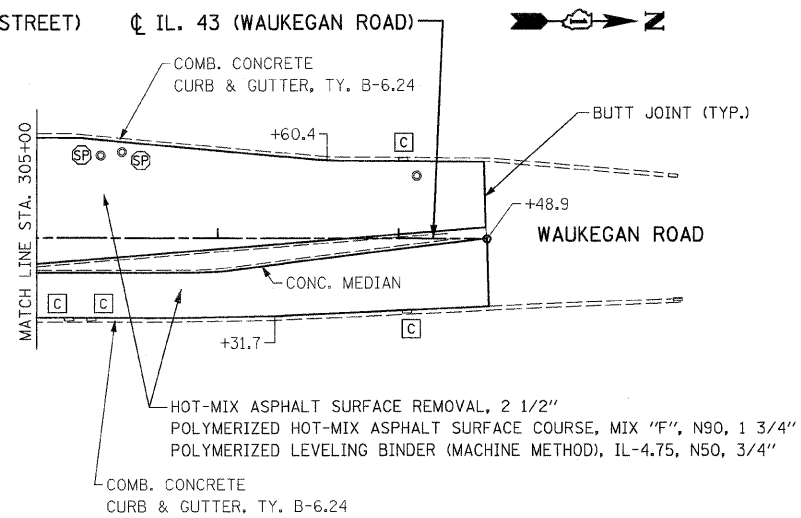 STREET)
℄ IL. 43 (WAUKEGAN ROAD)
N
COMB. CONCRETE
CURB & GUTTER, TY. B-6.24
BUTT JOINT (TYP.)
+60.4
C
SP
SP
MATCH LINE STA. 305+00
+48.9
WAUKEGAN ROAD
CONC. MEDIAN
C
C
C
+31.7
HOT-MIX ASPHALT SURFACE REMOVAL, 2 1/2"
POLYMERIZED HOT-MIX ASPHALT SURFACE COURSE, MIX "F", N90, 1 3/4"
POLYMERIZED LEVELING BINDER (MACHINE METHOD), IL-4.75, N50, 3/4"
COMB. CONCRETE
CURB & GUTTER, TY. B-6.24